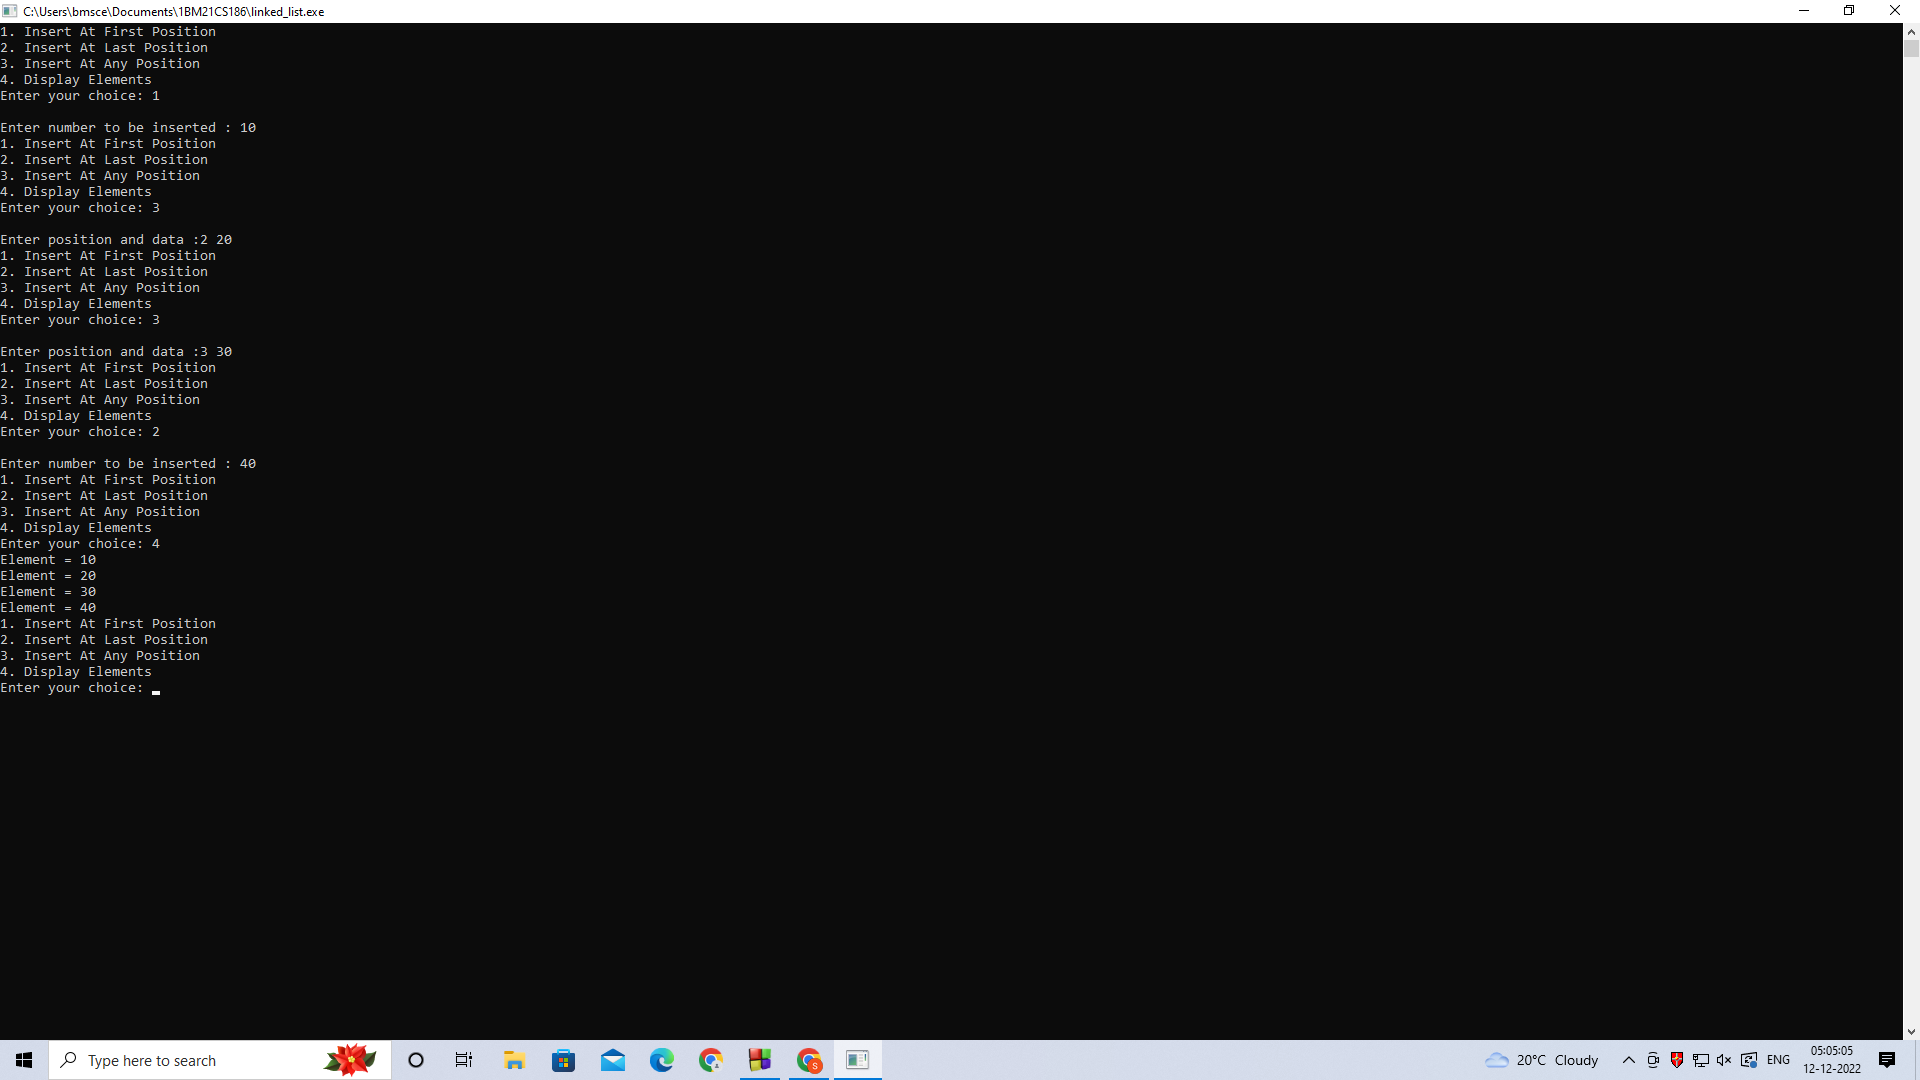 C:\Users\bmsce\Documents\1BM21CS186\linked_list.exe
1. Insert At First Position
2. Insert At Last Position
3. Insert At Any Position
4. Display Elements
Enter your choice: 1

Enter number to be inserted : 10
1. Insert At First Position
2. Insert At Last Position
3. Insert At Any Position
4. Display Elements
Enter your choice: 3

Enter position and data :2 20
1. Insert At First Position
2. Insert At Last Position
3. Insert At Any Position
4. Display Elements
Enter your choice: 3

Enter position and data :3 30
1. Insert At First Position
2. Insert At Last Position
3. Insert At Any Position
4. Display Elements
Enter your choice: 2

Enter number to be inserted : 40
1. Insert At First Position
2. Insert At Last Position
3. Insert At Any Position
4. Display Elements
Enter your choice: 4
Element = 10
Element = 20
Element = 30
Element = 40
1. Insert At First Position
2. Insert At Last Position
3. Insert At Any Position
4. Display Elements
Enter your choice:
Type here to search
20°C Cloudy
ENG
05:05:05
12-12-2022